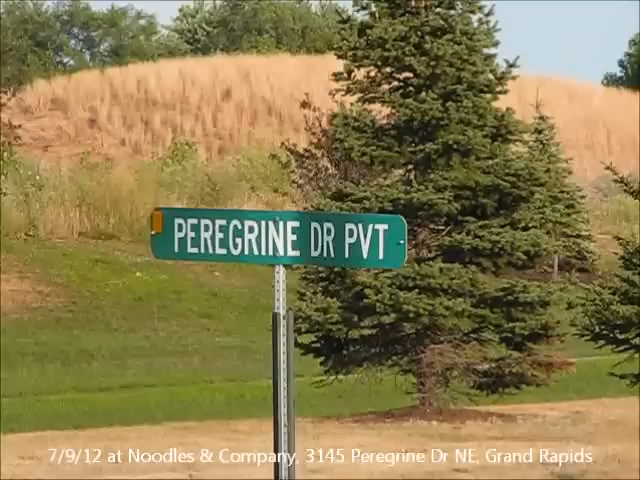 PEREGRINE DR PVT
7/9/12 at Noodles & Company, 3145 Peregrine Dr NE, Grand Rapids